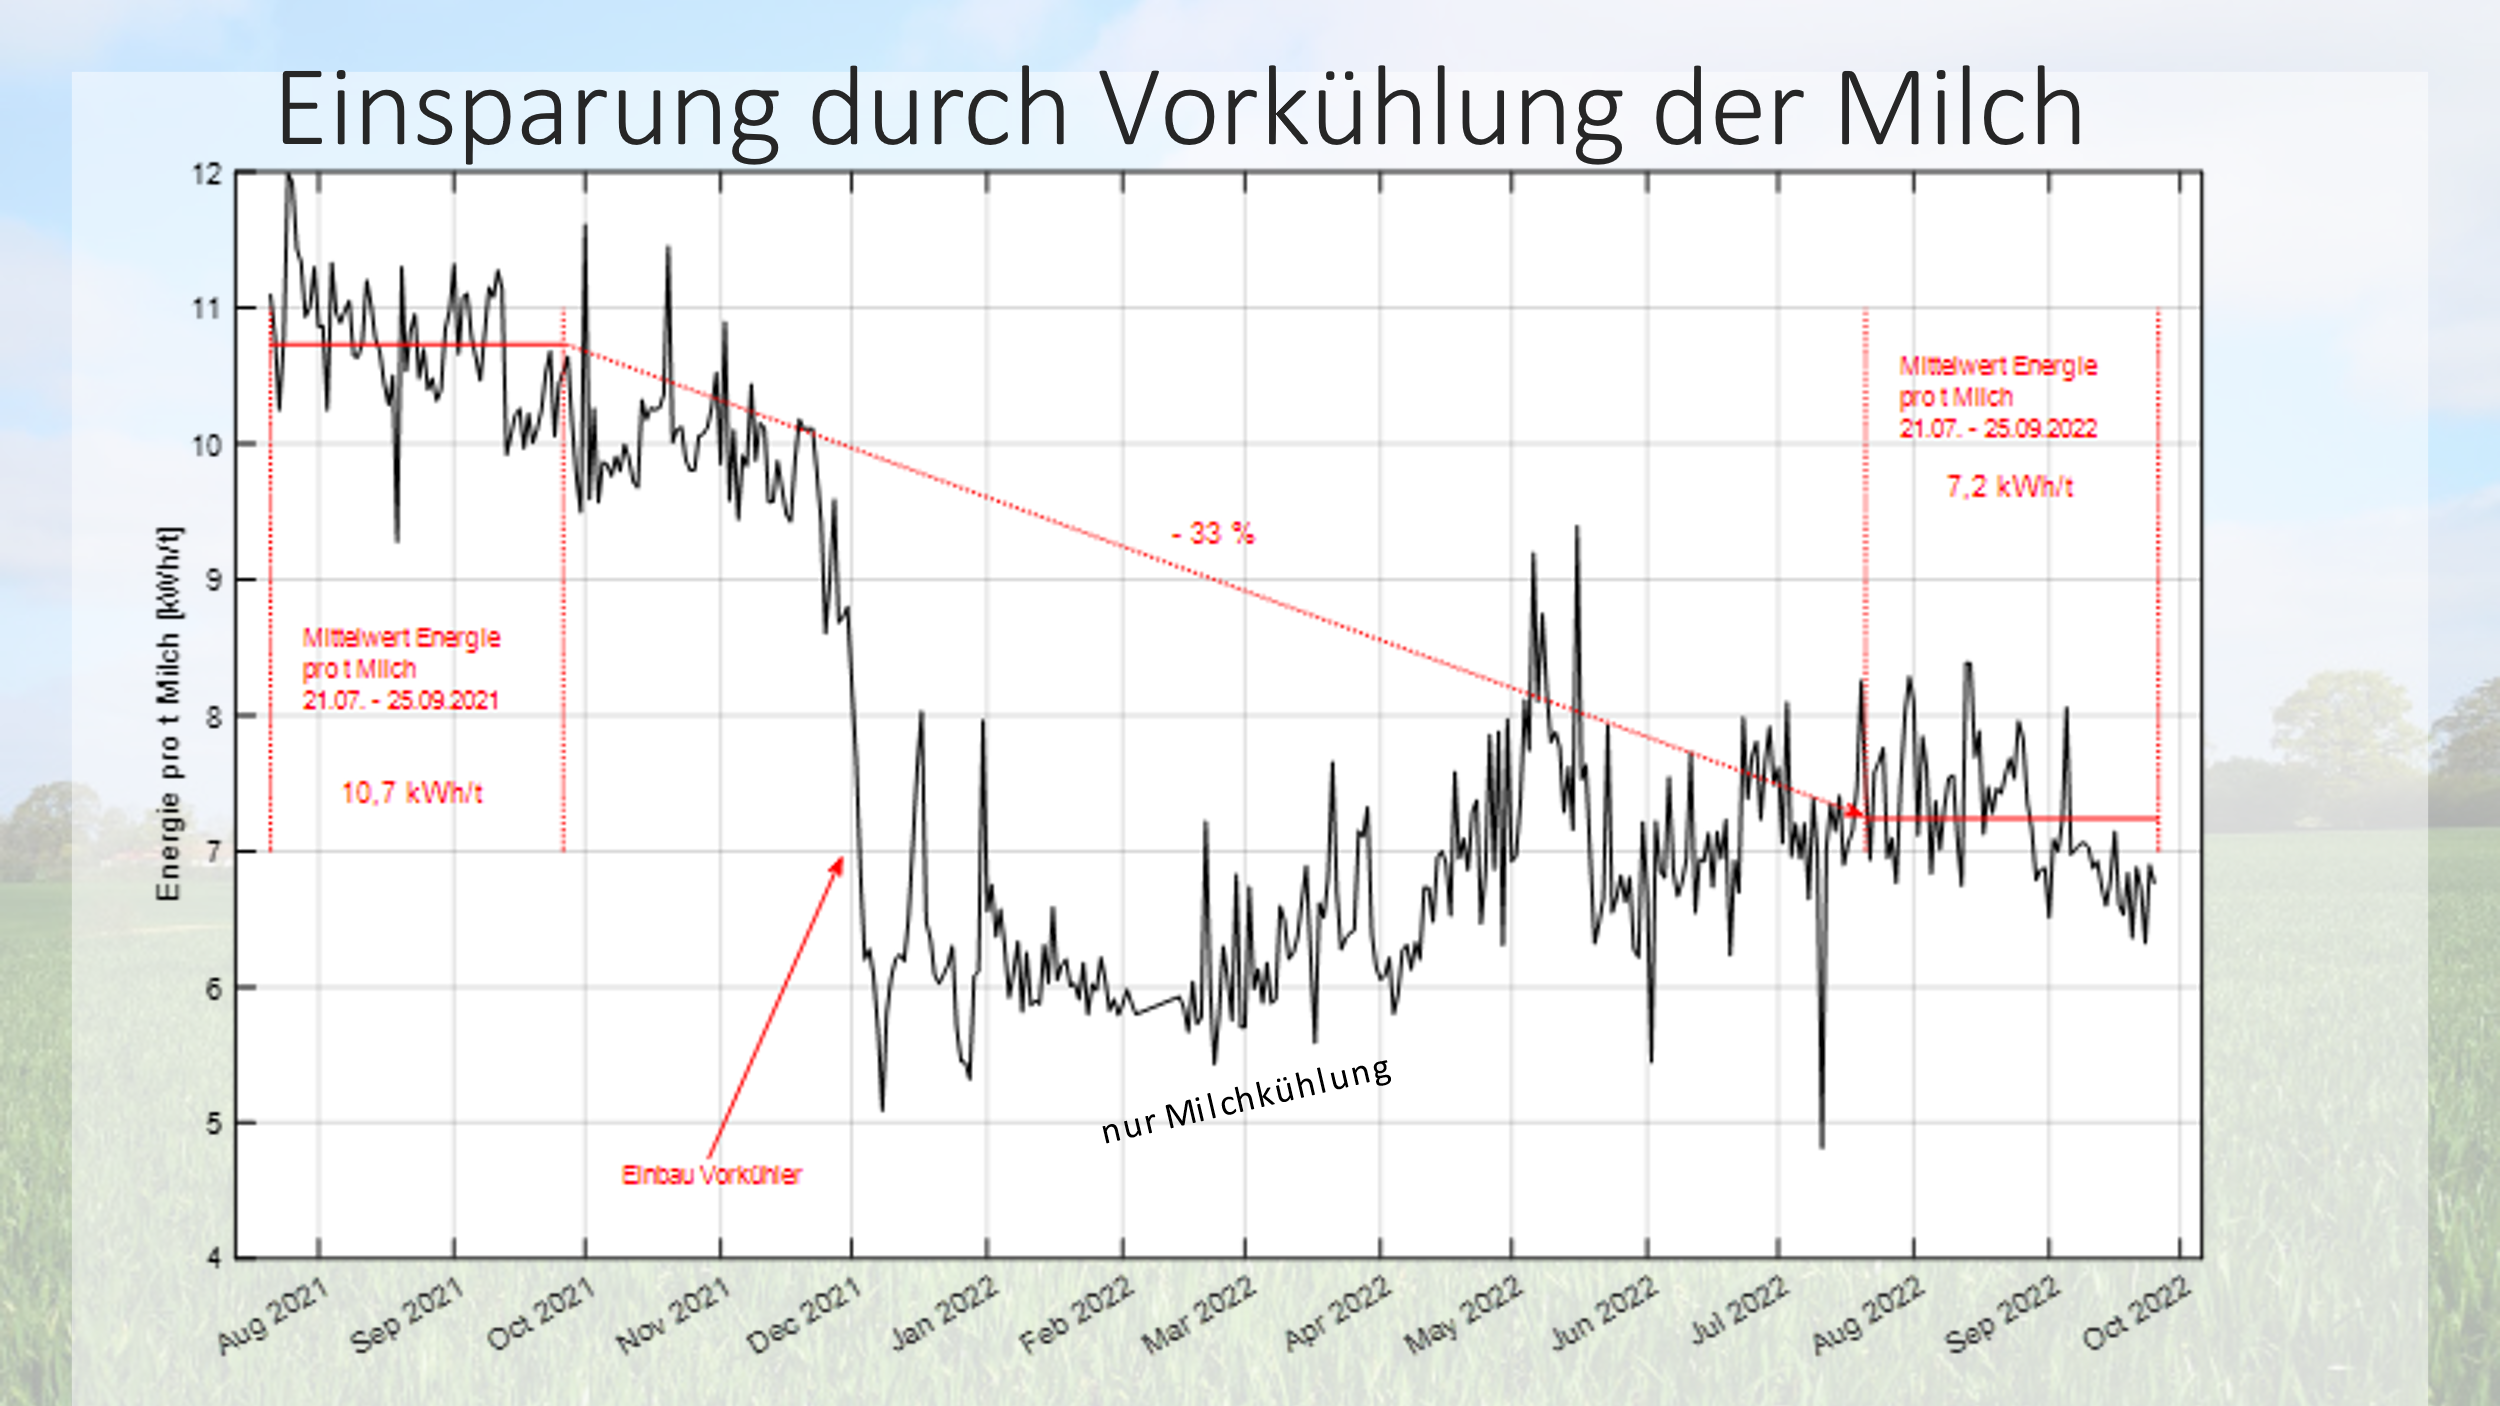 Einsparung durch Vorkühlung der Milch
12
11
10
9
8
7
6
5
4
Energie pro t Milch [kWh/t]
Mittelwert Energie
pro t Milch
21.07. - 25.09.2021
10,7 kWh/t
- 33 %
Mittelwert Energie
pro t Milch
21.07. - 25.09.2022
7,2 kWh/t
Einbau Vorkühler
nur Milchkühlung
Aug 2021
Sep 2021
Oct 2021
Nov 2021
Dec 2021
Jan 2022
Feb 2022
Mar 2022
Apr 2022
May 2022
Jun 2022
Jul 2022
Aug 2022
Sep 2022
Oct 2022